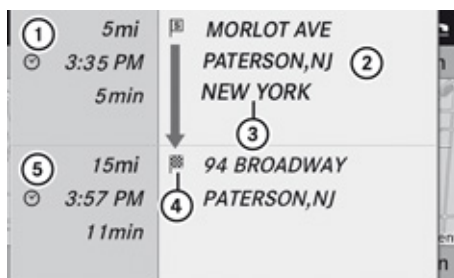 1 5mi S MORLOT AVE
3:35 PM PATERSON,NJ 2
5min NEW YORK
3
5 15mi 94 BROADWAY
3:57 PM 4 PATERSON,NJ
11min
n
en
n